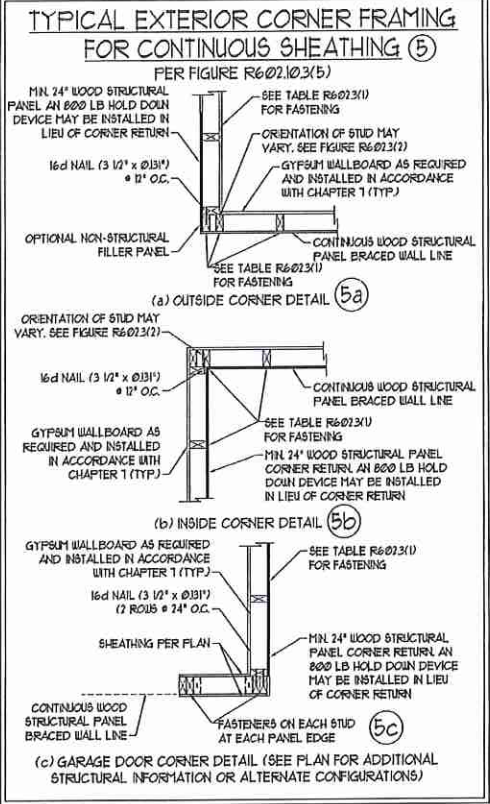 TYPICAL EXTERIOR CORNER FRAMING
FOR CONTINUOUS SHEATHING 5
PER FIGURE R602.10.3(5)
MIN. 24" WOOD STRUCTURAL
PANEL AN 800 LB HOLD DOWN
DEVICE MAY BE INSTALLED IN
LIEU OF CORNER RETURN
16d NAIL (3 1/2" x 0.131")
@ 12" O.C.
OPTIONAL NON-STRUCTURAL
FILLER PANEL
SEE TABLE R602.3(1)
FOR FASTENING
ORIENTATION OF STUD MAY
VARY. SEE FIGURE R602.3(2)
GYPSUM WALLBOARD AS REQUIRED
AND INSTALLED IN ACCORDANCE
WITH CHAPTER 7 (TYP.)
CONTINUOUS WOOD STRUCTURAL
PANEL BRACED WALL LINE
SEE TABLE R602.3(1)
FOR FASTENING
(a) OUTSIDE CORNER DETAIL 5a
ORIENTATION OF STUD MAY
VARY. SEE FIGURE R602.3(2)
16d NAIL (3 1/2" x 0.131")
@ 12" O.C.
GYPSUM WALLBOARD AS
REQUIRED AND INSTALLED
IN ACCORDANCE WITH
CHAPTER 7 (TYP.)
CONTINUOUS WOOD STRUCTURAL
PANEL BRACED WALL LINE
SEE TABLE R602.3(1)
FOR FASTENING
MIN. 24" WOOD STRUCTURAL PANEL
CORNER RETURN. AN 800 LB HOLD
DOWN DEVICE MAY BE INSTALLED
IN LIEU OF CORNER RETURN
(b) INSIDE CORNER DETAIL 5b
GYPSUM WALLBOARD AS REQUIRED
AND INSTALLED IN ACCORDANCE
WITH CHAPTER 7 (TYP.)
16d NAIL (3 1/2" x 0.131")
(2 ROWS @ 24" O.C.
SHEATHING PER PLAN
CONTINUOUS WOOD
STRUCTURAL PANEL
BRACED WALL LINE
SEE TABLE R602.3(1)
FOR FASTENING
MIN. 24" WOOD STRUCTURAL
PANEL CORNER RETURN. AN
800 LB HOLD DOWN DEVICE
MAY BE INSTALLED IN LIEU
OF CORNER RETURN
FASTENERS ON EACH STUD
AT EACH PANEL EDGE
5c
(c) GARAGE DOOR CORNER DETAIL (SEE PLAN FOR ADDITIONAL
STRUCTURAL INFORMATION OR ALTERNATE CONFIGURATIONS)